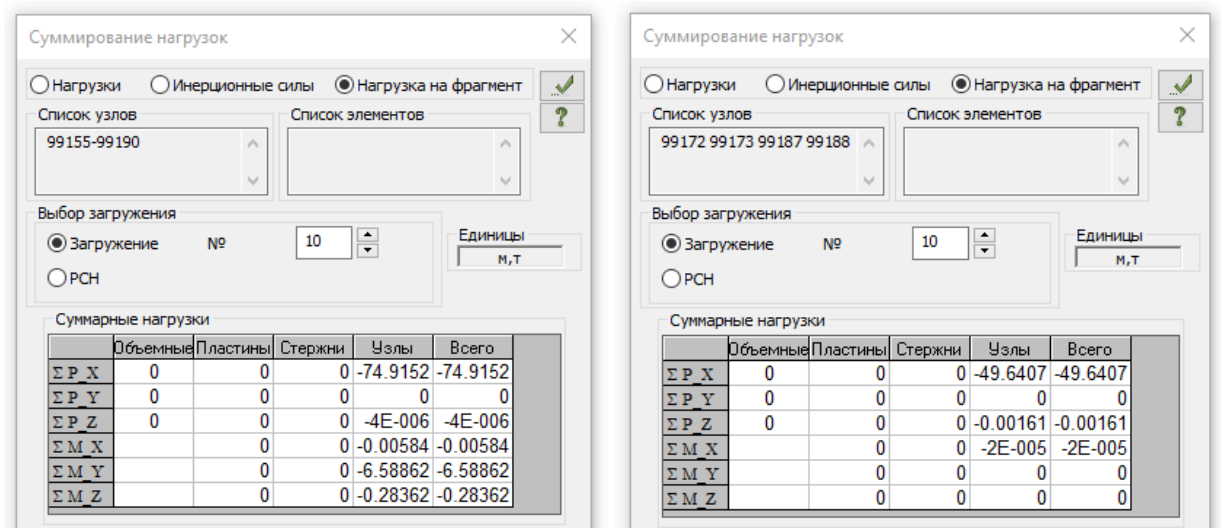 Суммирование нагрузок
Нагрузки Инерционные силы Нагрузка на фрагмент
Список узлов Список элементов
99155-99190
Выбор загружения
Загружение № 10
РСН
Единицы
м,т
Суммарные нагрузки
Объемные Пластины Стержни Узлы Всего
Σ P_X 0 0 0 -74.9152 -74.9152
Σ P_Y 0 0 0 0 0
Σ P_Z 0 0 0 -4E-006 -4E-006
Σ M_X 0 0 -0.00584 -0.00584
Σ M_Y 0 0 -6.58862 -6.58862
Σ M_Z 0 0 -0.28362 -0.28362
Суммирование нагрузок
Нагрузки Инерционные силы Нагрузка на фрагмент
Список узлов Список элементов
99172 99173 99187 99188
Выбор загружения
Загружение № 10
РСН
Единицы
м,т
Суммарные нагрузки
Объемные Пластины Стержни Узлы Всего
Σ P_X 0 0 0 -49.6407 -49.6407
Σ P_Y 0 0 0 0 0
Σ P_Z 0 0 0 -0.00161 -0.00161
Σ M_X 0 0 -2E-005 -2E-005
Σ M_Y 0 0 0 0
Σ M_Z 0 0 0 0